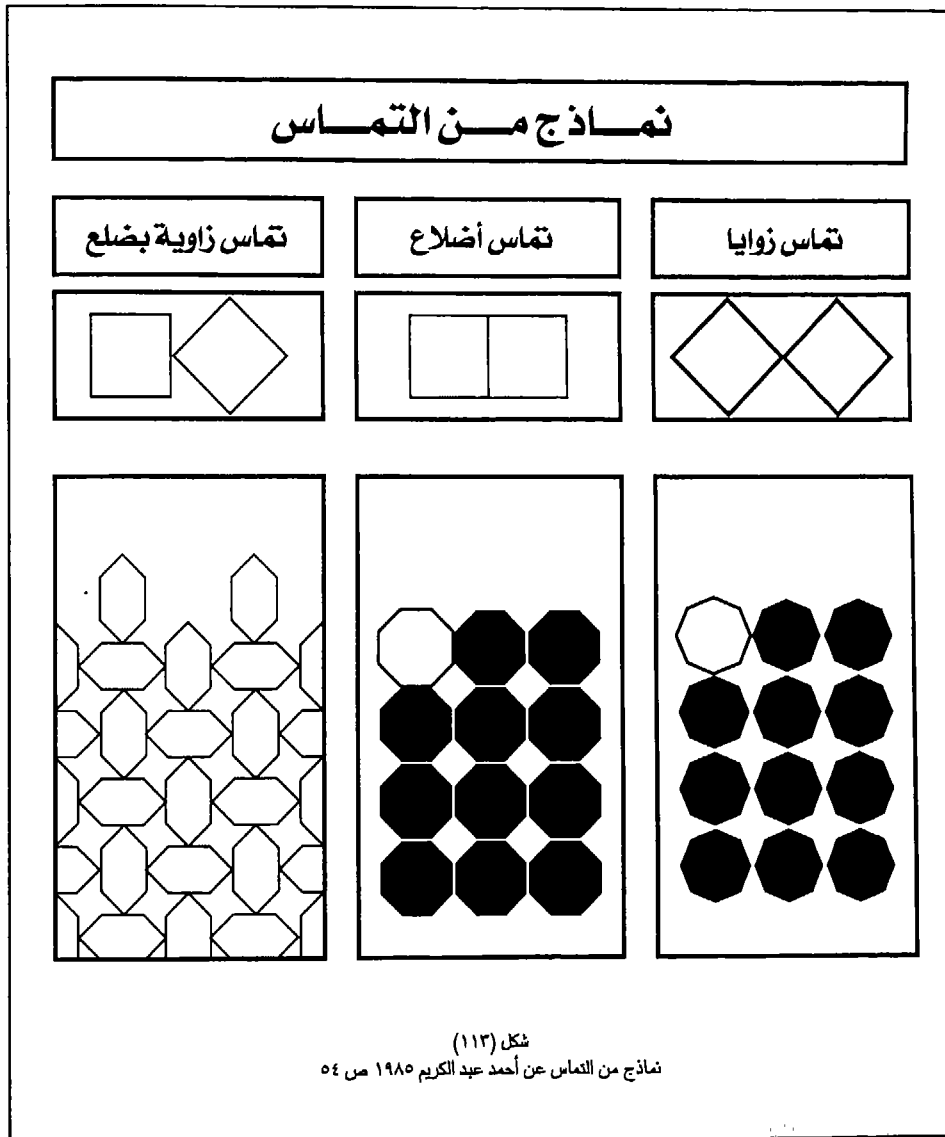 نمـــاذج مـــن التمـــاس
تماس زوايا
تماس أضلاع
تماس زاوية بضلع
شكل (١١٣)
نماذج من التماس عن أحمد عبد الكريم ١٩٨٥ ص ٥٤